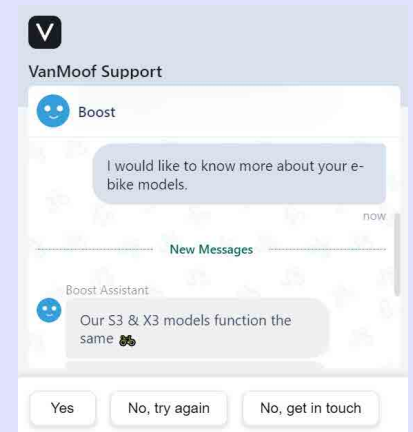 V
VanMoof Support
Boost
I would like to know more about your e-
bike models.
now
New Messages
Boost Assistant
Our S3 & X3 models function the
same
Yes
No, try again
No, get in touch